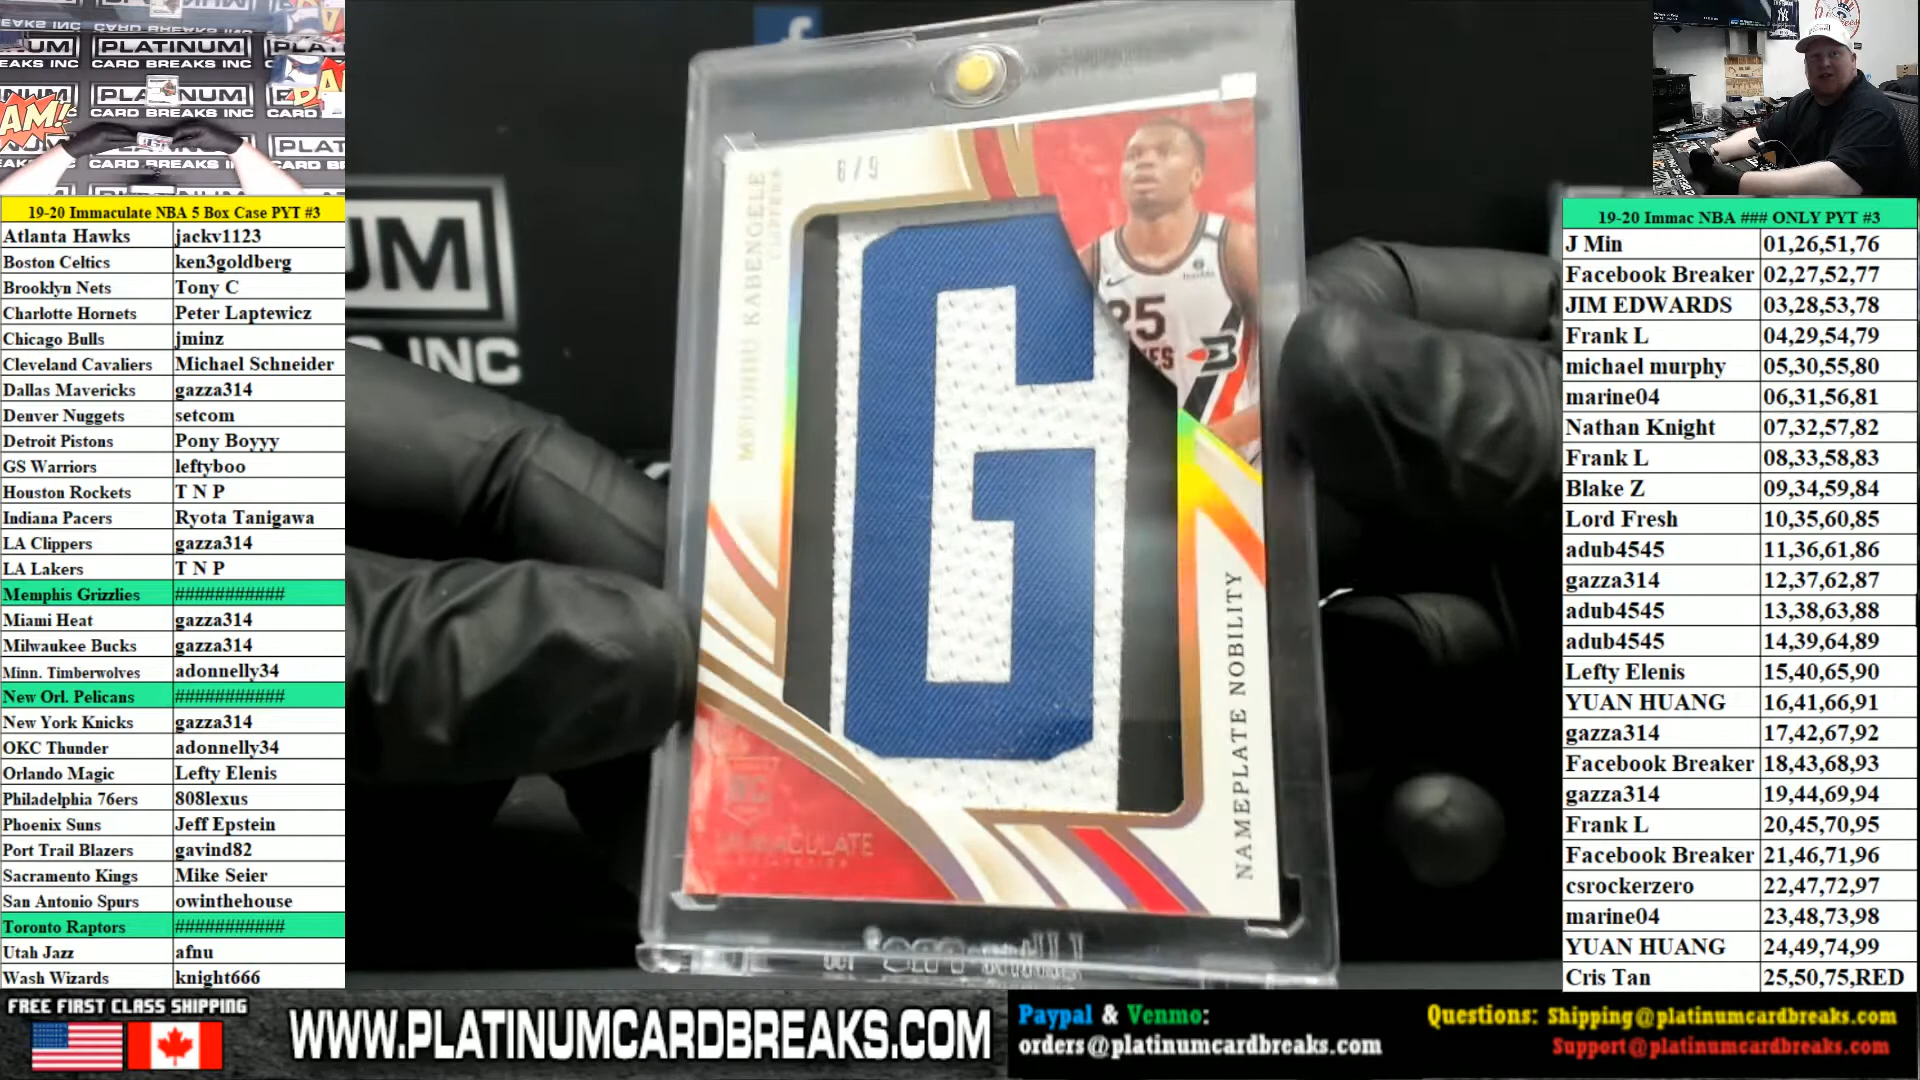 PLATINUM
CARD BREAKS INC
19-20 Immaculate NBA 5 Box Case PYT #3
Atlanta Hawks jackv1123
Boston Celtics ken3goldberg
Brooklyn Nets Tony C
Charlotte Hornets Peter Laptewicz
Chicago Bulls jminz
Cleveland Cavaliers Michael Schneider
Dallas Mavericks gazza314
Denver Nuggets setcom
Detroit Pistons Pony Boyyy
GS Warriors leftyboo
Houston Rockets T N P
Indiana Pacers Ryota Tanigawa
LA Clippers gazza314
LA Lakers T N P
Memphis Grizzlies ###########
Miami Heat gazza314
Milwaukee Bucks gazza314
Minn. Timberwolves adonnelly34
New Orl. Pelicans ###########
New York Knicks gazza314
OKC Thunder adonnelly34
Orlando Magic Lefty Elenis
Philadelphia 76ers 808lexus
Phoenix Suns Jeff Epstein
Port Trail Blazers gavind82
Sacramento Kings Mike Seier
San Antonio Spurs owinthehouse
Toronto Raptors ###########
Utah Jazz afnu
Wash Wizards knight666
6/9
MFIONDU KABENGELE
CLIPPERS
G
25
NAMEPLATE NOBILITY
RC
IMMACULATE
COLLECTION
19-20 Immac NBA ### ONLY PYT #3
J Min 01,26,51,76
Facebook Breaker 02,27,52,77
JIM EDWARDS 03,28,53,78
Frank L 04,29,54,79
michael murphy 05,30,55,80
marine04 06,31,56,81
Nathan Knight 07,32,57,82
Frank L 08,33,58,83
Blake Z 09,34,59,84
Lord Fresh 10,35,60,85
adub4545 11,36,61,86
gazza314 12,37,62,87
adub4545 13,38,63,88
adub4545 14,39,64,89
Lefty Elenis 15,40,65,90
YUAN HUANG 16,41,66,91
gazza314 17,42,67,92
Facebook Breaker 18,43,68,93
gazza314 19,44,69,94
Frank L 20,45,70,95
Facebook Breaker 21,46,71,96
csrockerzero 22,47,72,97
marine04 23,48,73,98
YUAN HUANG 24,49,74,99
Cris Tan 25,50,75,RED
FREE FIRST CLASS SHIPPING
WWW.PLATINUMCARDBREAKS.COM
Paypal & Venmo:
orders@platinumcardbreaks.com
Questions: Shipping@platinumcardbreaks.com
Support@platinumcardbreaks.com